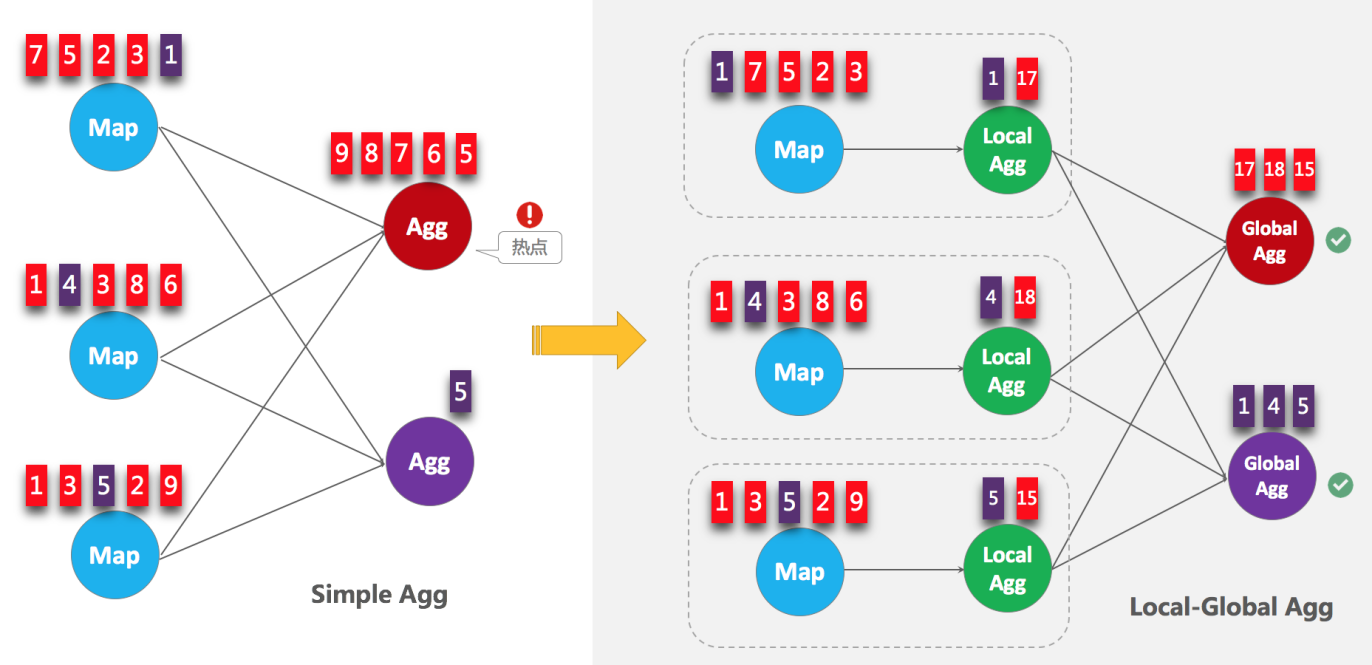 7 5 2 3 1
Map
9 8 7 6 5
Agg
!
热点
1 4 3 8 6
Map
5
Agg
1 3 5 2 9
Map
Simple Agg
1 7 5 2 3
Map
1 17
Local
Agg
17 18 15
Global
Agg
1 4 3 8 6
Map
4 18
Local
Agg
1 4 5
Global
Agg
1 3 5 2 9
Map
5 15
Local
Agg
Local-Global Agg